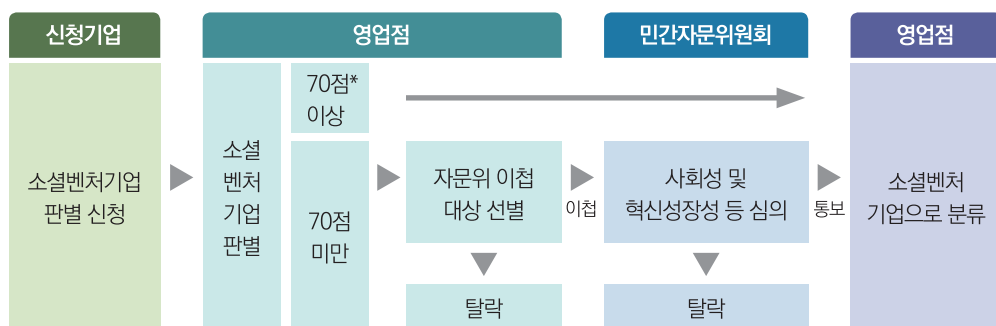 신청기업
영업점
민간자문위원회
영업점
소셜벤처기업
판별 신청
소셜
벤처
기업
판별
70점*
이상
70점
미만
자문위 이첩
대상 선별
이첩
탈락
사회성 및
혁신성장성 등 심의
통보
탈락
소셜벤처
기업으로 분류